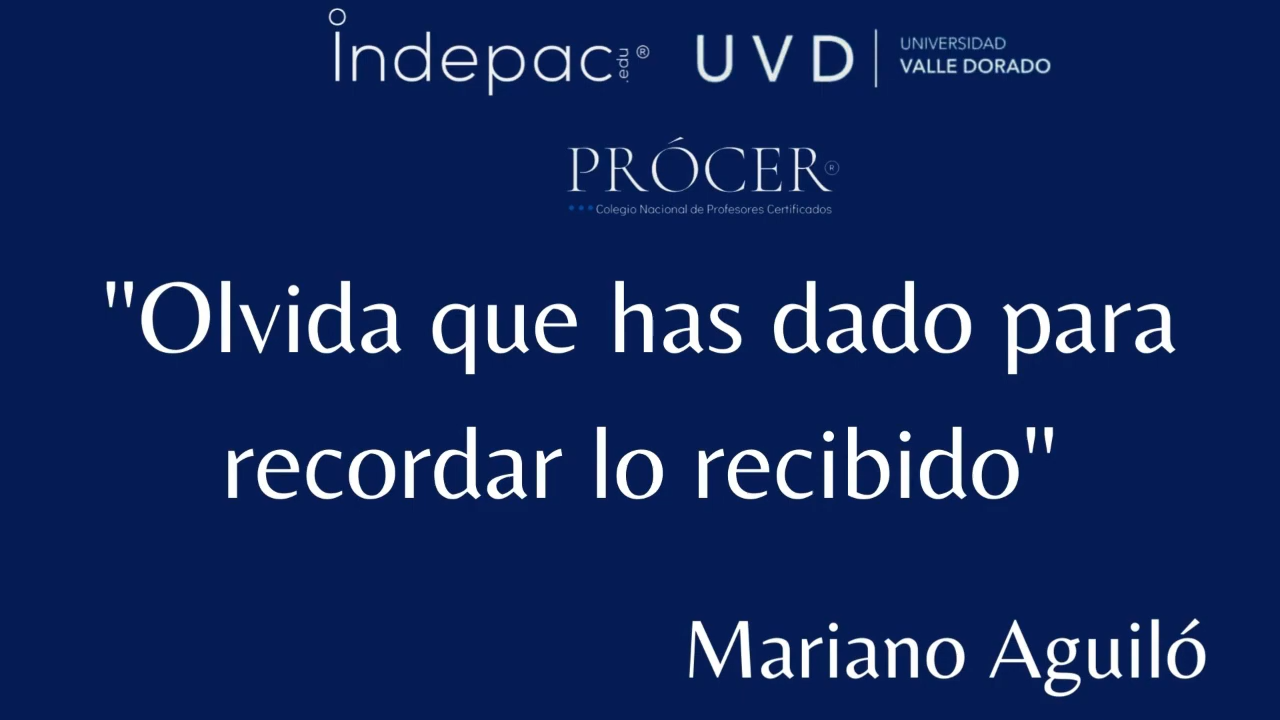 indepac.edu®
UVD | UNIVERSIDAD
VALLE DORADO
PRÓCER®
Colegio Nacional de Profesores Certificados
"Olvida que has dado para
recordar lo recibido"
Mariano Aguiló